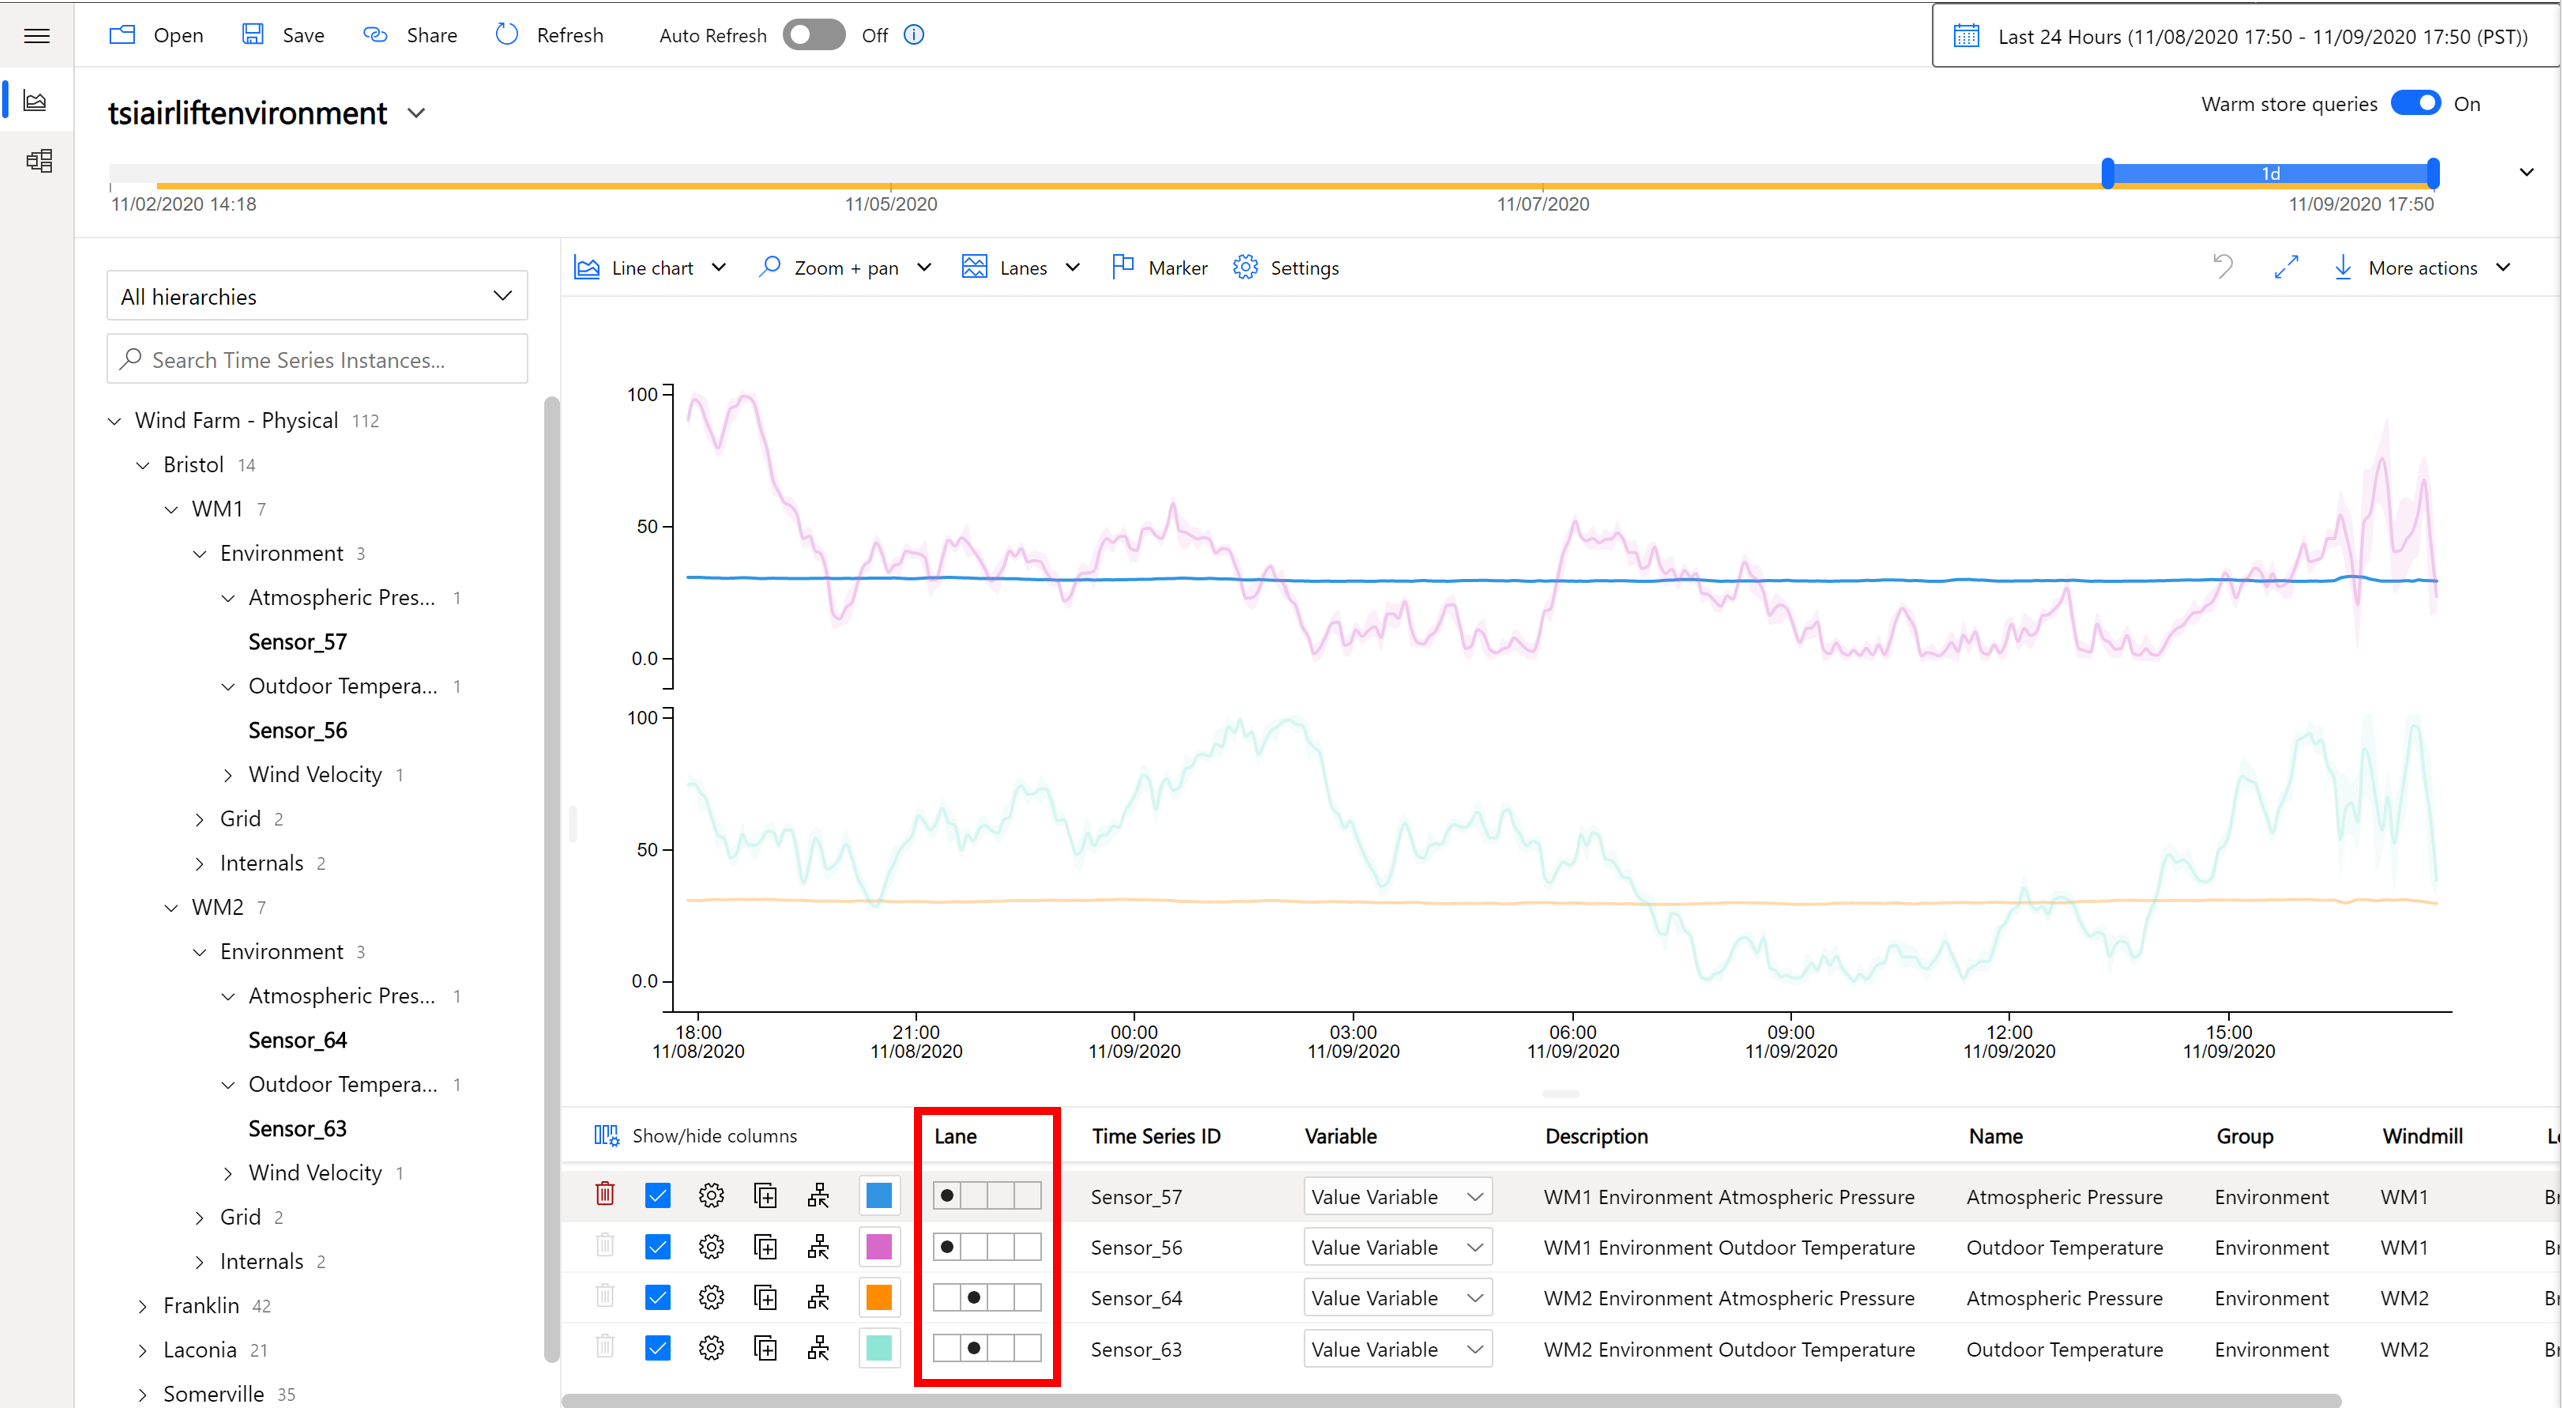 Open Save Share Refresh Auto Refresh Off Last 24 Hours (11/08/2020 17:50 - 11/09/2020 17:50 (PST))
tsiairliftenvironment
Warm store queries On
1d
11/02/2020 14:18 11/05/2020 11/07/2020 11/09/2020 17:50
All hierarchies
Search Time Series Instances...
Wind Farm - Physical 112
Bristol 14
WM1 7
Environment 3
Atmospheric Pres... 1
Sensor_57
Outdoor Tempera... 1
Sensor_56
Wind Velocity 1
Grid 2
Internals 2
WM2 7
Environment 3
Atmospheric Pres... 1
Sensor_64
Outdoor Tempera... 1
Sensor_63
Wind Velocity 1
Grid 2
Internals 2
Franklin 42
Laconia 21
Somerville 35
Line chart Zoom + pan Lanes Marker Settings More actions
100
50
0.0
100
50
0.0
18:00 21:00 00:00 03:00 06:00 09:00 12:00 15:00
11/08/2020 11/08/2020 11/09/2020 11/09/2020 11/09/2020 11/09/2020 11/09/2020 11/09/2020
Show/hide columns Lane Time Series ID Variable Description Name Group Windmill
Sensor_57 Value Variable WM1 Environment Atmospheric Pressure Atmospheric Pressure Environment WM1
Sensor_56 Value Variable WM1 Environment Outdoor Temperature Outdoor Temperature Environment WM1
Sensor_64 Value Variable WM2 Environment Atmospheric Pressure Atmospheric Pressure Environment WM2
Sensor_63 Value Variable WM2 Environment Outdoor Temperature Outdoor Temperature Environment WM2